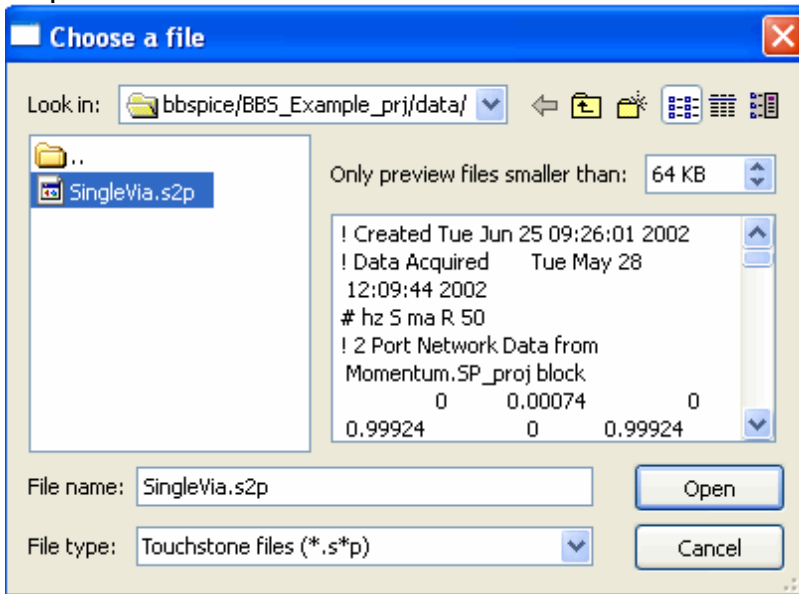 Choose a file
Look in: bbspice/BBS_Example_prj/data/
..
SingleVia.s2p
Only preview files smaller than: 64 KB
! Created Tue Jun 25 09:26:01 2002
! Data Acquired Tue May 28
12:09:44 2002
# hz S ma R 50
! 2 Port Network Data from
Momentum.SP_proj block
0 0.00074 0
0.99924 0 0.99924
File name: SingleVia.s2p
Open
File type: Touchstone files (*.s*p)
Cancel